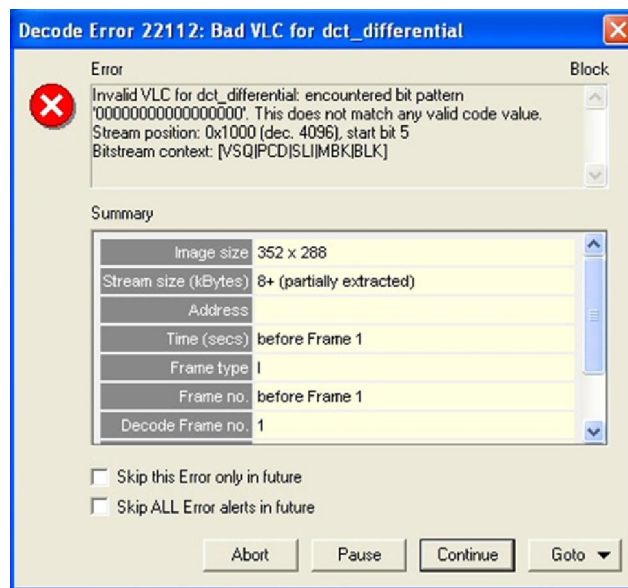 Decode Error 22112: Bad VLC for dct_differential
Error Block
Invalid VLC for dct_differential: encountered bit pattern
'0000000000000000'. This does not match any valid code value.
Stream position: 0x1000 (dec. 4096), start bit 5
Bitstream context: [VSQ|PCD|SLI|MBK|BLK]
Summary
Image size 352 x 288
Stream size (kBytes) 8+ (partially extracted)
Address
Time (secs) before Frame 1
Frame type I
Frame no. before Frame 1
Decode Frame no. 1
Skip this Error only in future
Skip ALL Error alerts in future
Abort Pause Continue Goto